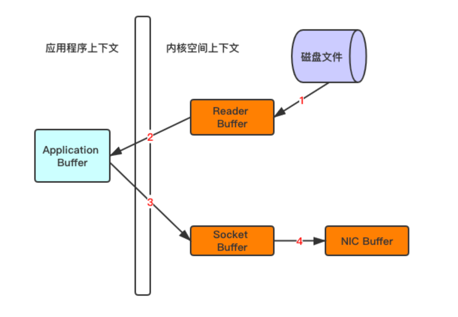 应用程序上下文
内核空间上下文
磁盘文件
1
Reader
Buffer
2
Application
Buffer
3
Socket
Buffer
4
NIC Buffer